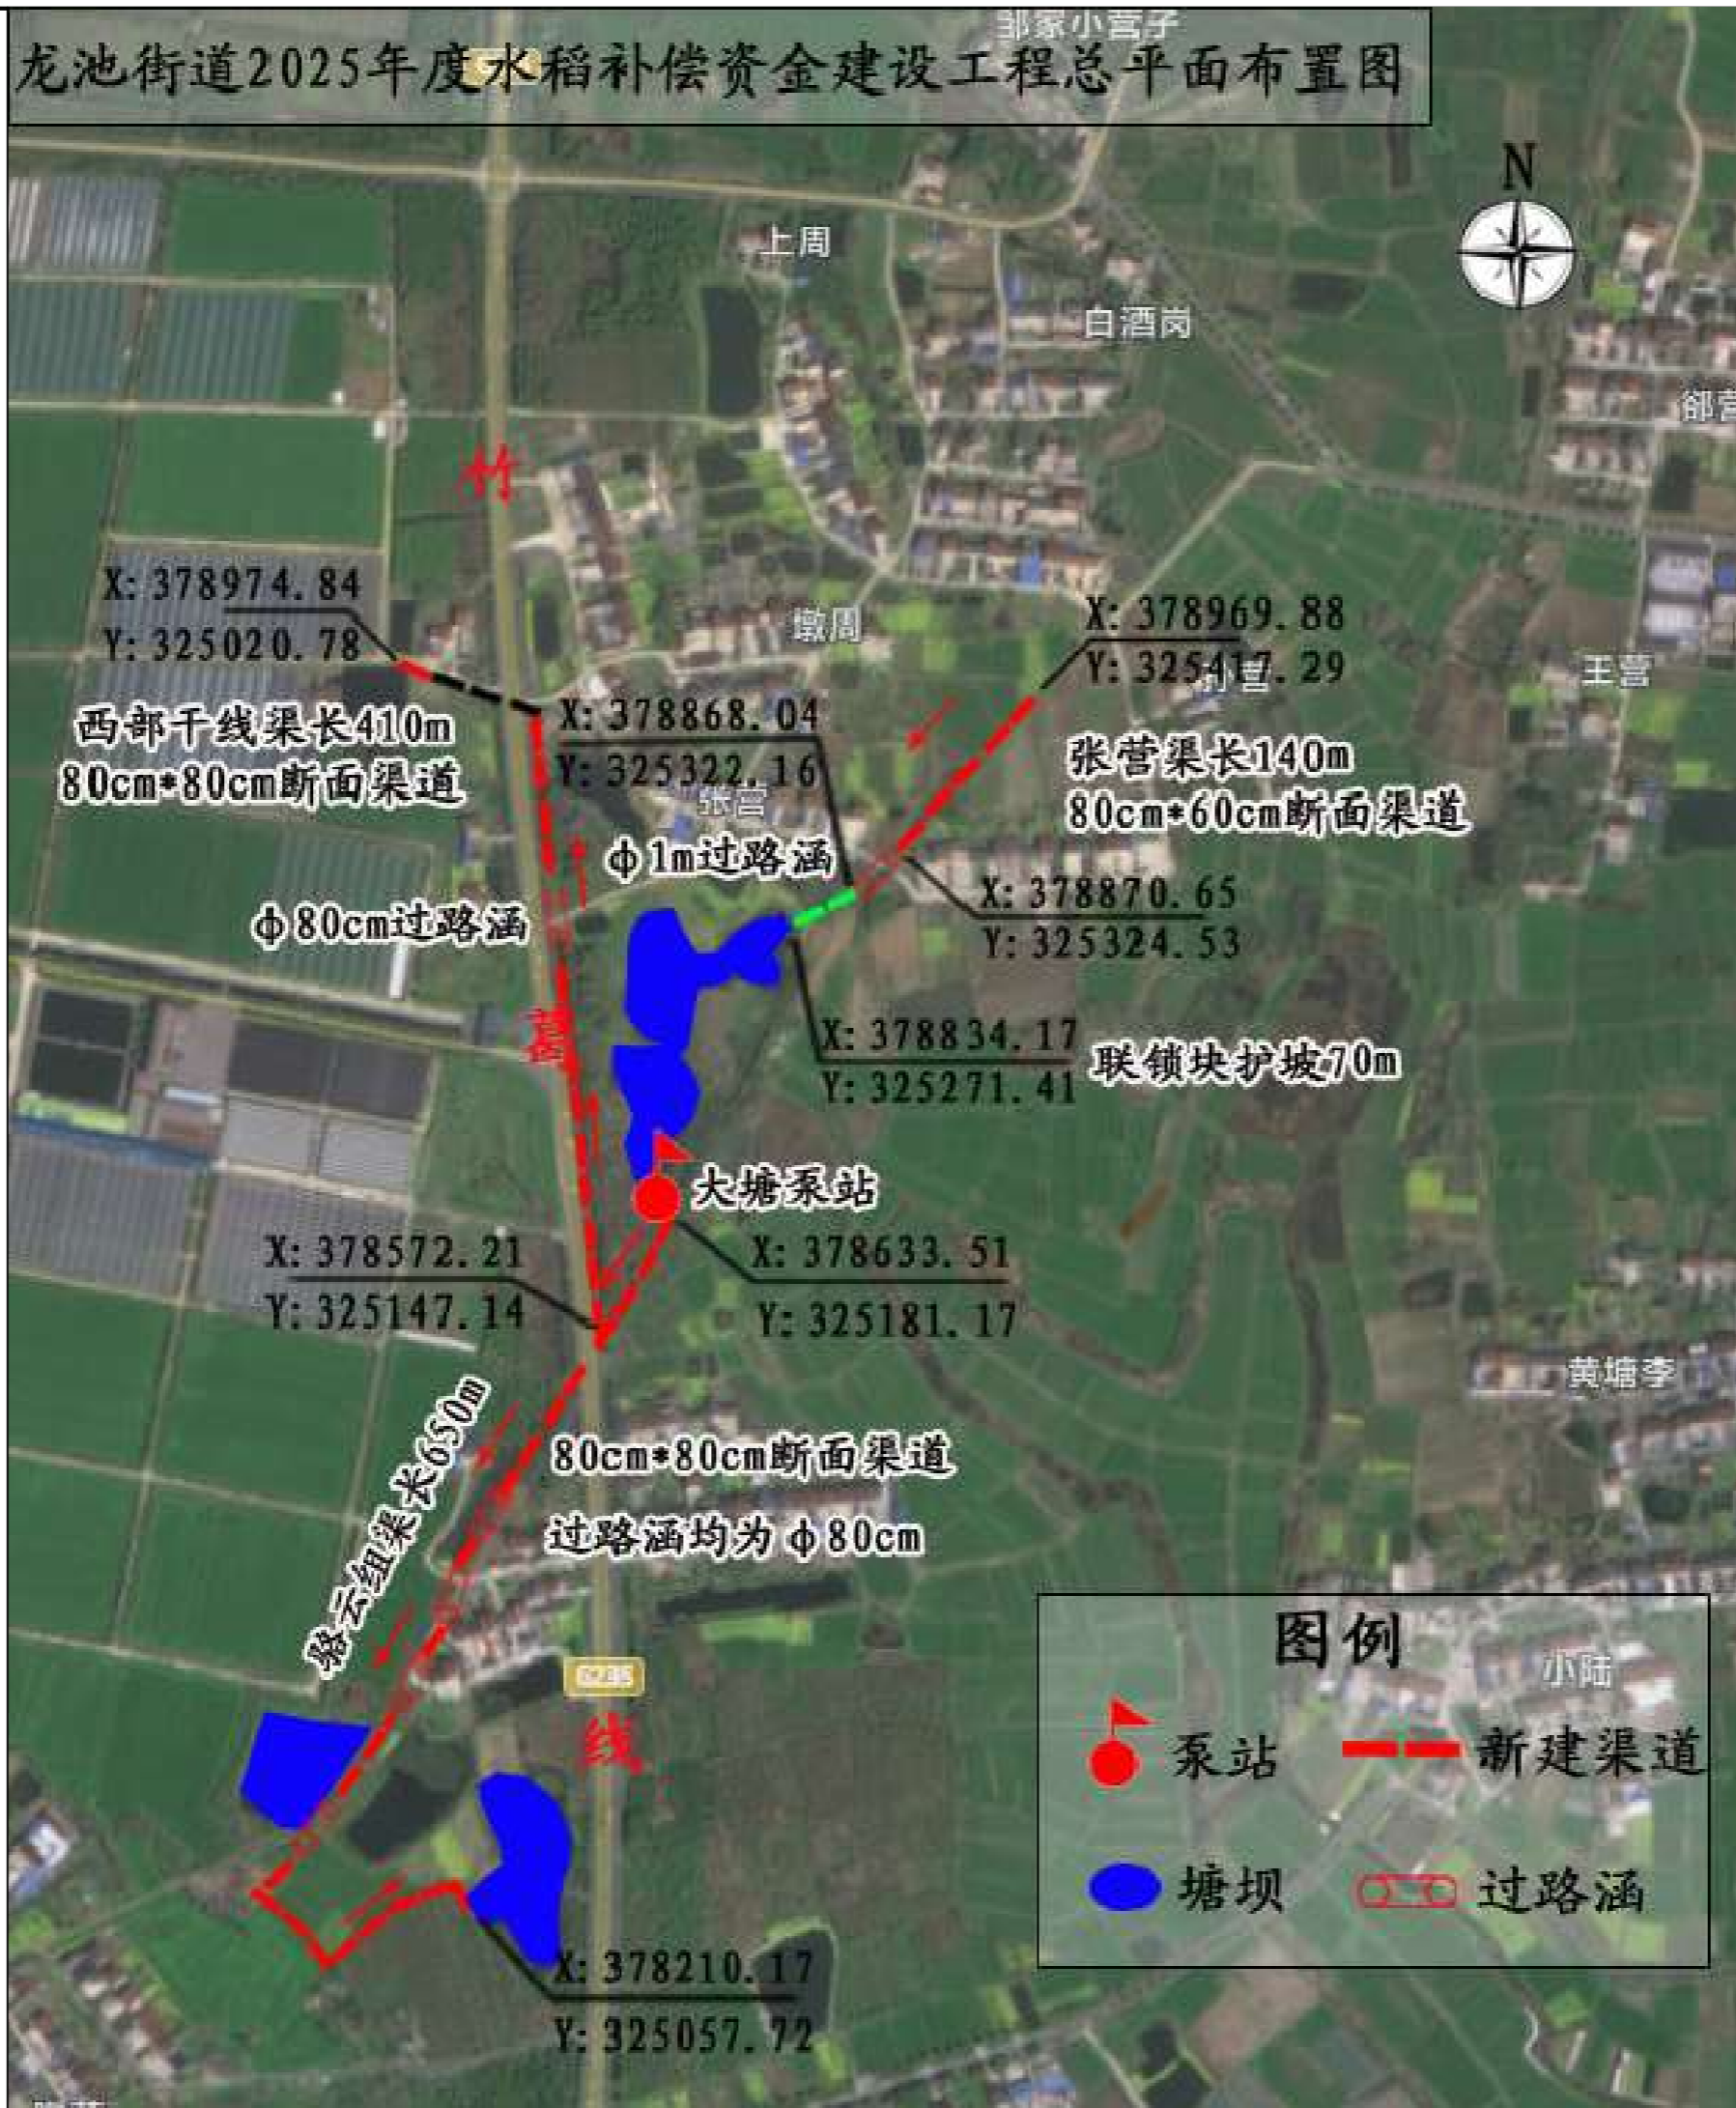 邹家小营子
龙池街道2025年度水稻补偿资金建设工程总平面布置图
N
上周
白酒岗
竹
X: 378974.84
Y: 325020.78
墩周
X: 378969.88
Y: 325417.29
王营
西部干线渠长410m
80cm*80cm断面渠道
X: 378868.04
Y: 325322.16
张营
张营渠长140m
80cm*60cm断面渠道
φ1m过路涵
φ80cm过路涵
X: 378870.65
Y: 325324.53
X: 378834.17
Y: 325271.41
联锁块护坡70m
大塘泵站
X: 378572.21
Y: 325147.14
X: 378633.51
Y: 325181.17
黄塘李
骆云组渠长650m
80cm*80cm断面渠道
过路涵均为φ80cm
G235
线
图例
小陆
泵站
新建渠道
塘坝
过路涵
X: 378210.17
Y: 325057.72